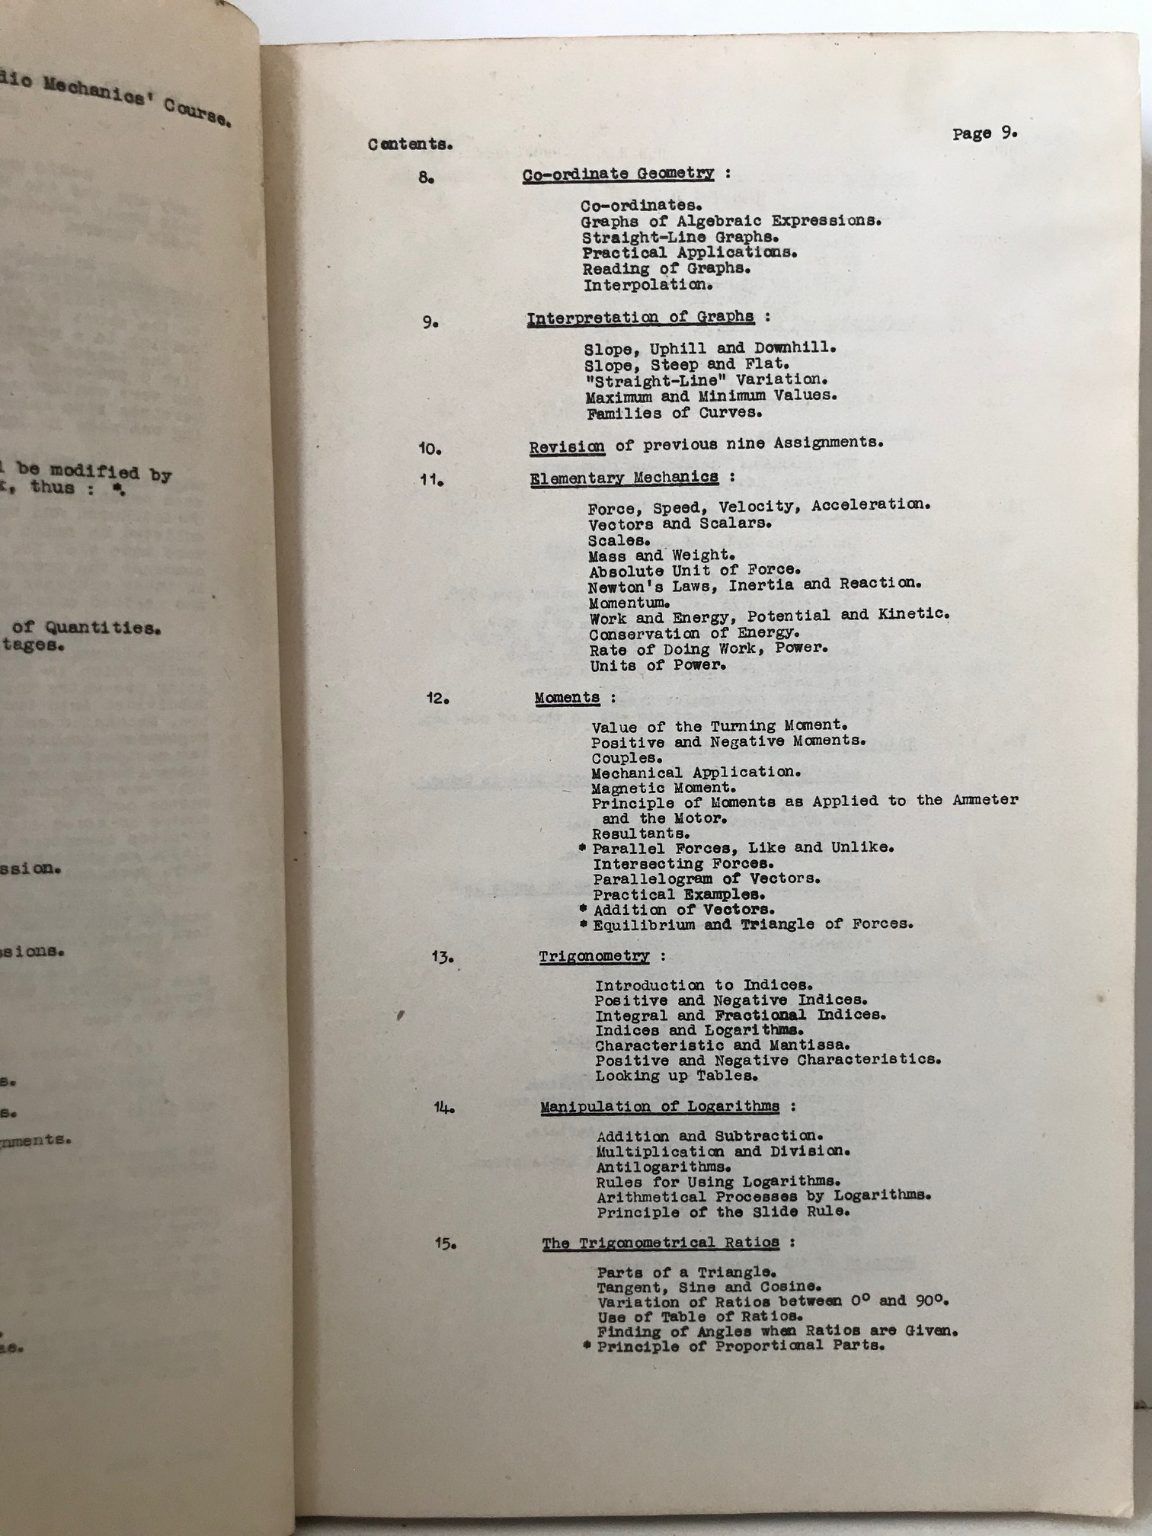 dio Mechanics' Course.
l be modified by
k, thus : *.
of Quantities.
tages.
ssion.
ssions.
s.
s.
gnments.
ae.
Contents.
Page 9.
8. Co-ordinate Geometry :
Co-ordinates.
Graphs of Algebraic Expressions.
Straight-Line Graphs.
Practical Applications.
Reading of Graphs.
Interpolation.
9. Interpretation of Graphs :
Slope, Uphill and Downhill.
Slope, Steep and Flat.
"Straight-Line" Variation.
Maximum and Minimum Values.
Families of Curves.
10. Revision of previous nine Assignments.
11. Elementary Mechanics :
Force, Speed, Velocity, Acceleration.
Vectors and Scalars.
Scales.
Mass and Weight.
Absolute Unit of Force.
Newton's Laws, Inertia and Reaction.
Momentum.
Work and Energy, Potential and Kinetic.
Conservation of Energy.
Rate of Doing Work, Power.
Units of Power.
12. Moments :
Value of the Turning Moment.
Positive and Negative Moments.
Couples.
Mechanical Application.
Magnetic Moment.
Principle of Moments as Applied to the Ammeter
and the Motor.
Resultants.
* Parallel Forces, Like and Unlike.
Intersecting Forces.
Parallelogram of Vectors.
Practical Examples.
* Addition of Vectors.
* Equilibrium and Triangle of Forces.
13. Trigonometry :
Introduction to Indices.
Positive and Negative Indices.
Integral and Fractional Indices.
Indices and Logarithms.
Characteristic and Mantissa.
Positive and Negative Characteristics.
Looking up Tables.
14. Manipulation of Logarithms :
Addition and Subtraction.
Multiplication and Division.
Antilogarithms.
Rules for Using Logarithms.
Arithmetical Processes by Logarithms.
Principle of the Slide Rule.
15. The Trigonometrical Ratios :
Parts of a Triangle.
Tangent, Sine and Cosine.
Variation of Ratios between 0° and 90°.
Use of Table of Ratios.
Finding of Angles when Ratios are Given.
* Principle of Proportional Parts.